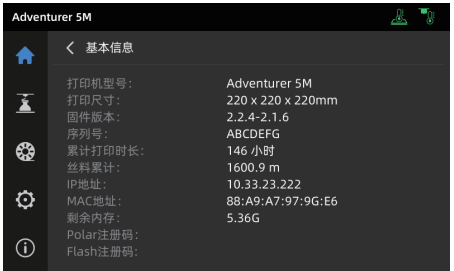 Adventurer 5M
基本信息
打印机型号: Adventurer 5M
打印尺寸: 220 x 220 x 220mm
固件版本: 2.2.4-2.1.6
序列号: ABCDEFG
累计打印时长: 146 小时
丝料累计: 1600.9 m
IP地址: 10.33.23.222
MAC地址: 88:A9:A7:97:9G:E6
剩余内存: 5.36G
Polar注册码:
Flash注册码: